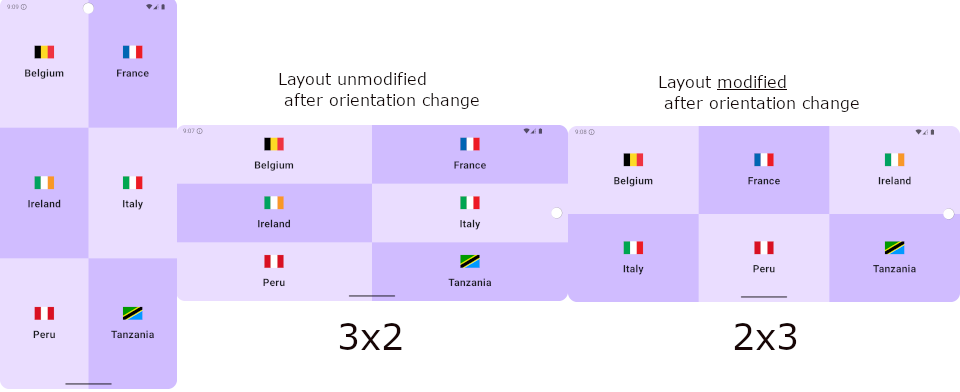 9:09
Belgium
France
Ireland
Italy
Peru
Tanzania
Layout unmodified
after orientation change
9:07
Belgium
France
Ireland
Italy
Peru
Tanzania
3x2
Layout modified
after orientation change
9:08
Belgium
France
Ireland
Italy
Peru
Tanzania
2x3